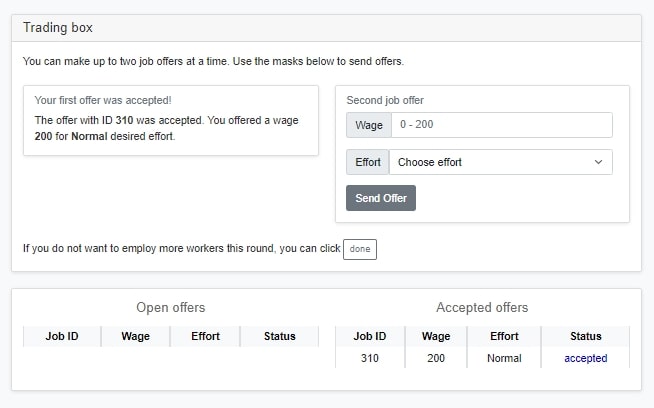 Trading box
You can make up to two job offers at a time. Use the masks below to send offers.
Your first offer was accepted!
The offer with ID 310 was accepted. You offered a wage
200 for Normal desired effort.
Second job offer
Wage 0 - 200
Effort Choose effort
Send Offer
If you do not want to employ more workers this round, you can click done
Open offers
Job ID Wage Effort Status
Accepted offers
Job ID Wage Effort Status
310 200 Normal accepted